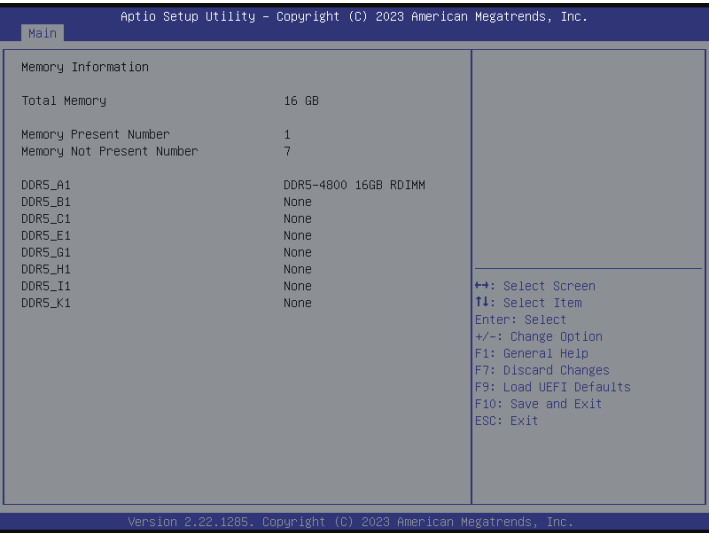 Aptio Setup Utility – Copyright (C) 2023 American Megatrends, Inc.
Main
Memory Information
Total Memory 16 GB
Memory Present Number 1
Memory Not Present Number 7
DDR5_A1 DDR5-4800 16GB RDIMM
DDR5_B1 None
DDR5_C1 None
DDR5_E1 None
DDR5_G1 None
DDR5_H1 None
DDR5_I1 None
DDR5_K1 None
↔: Select Screen
↑↓: Select Item
Enter: Select
+/-: Change Option
F1: General Help
F7: Discard Changes
F9: Load UEFI Defaults
F10: Save and Exit
ESC: Exit
Version 2.22.1285. Copyright (C) 2023 American Megatrends, Inc.